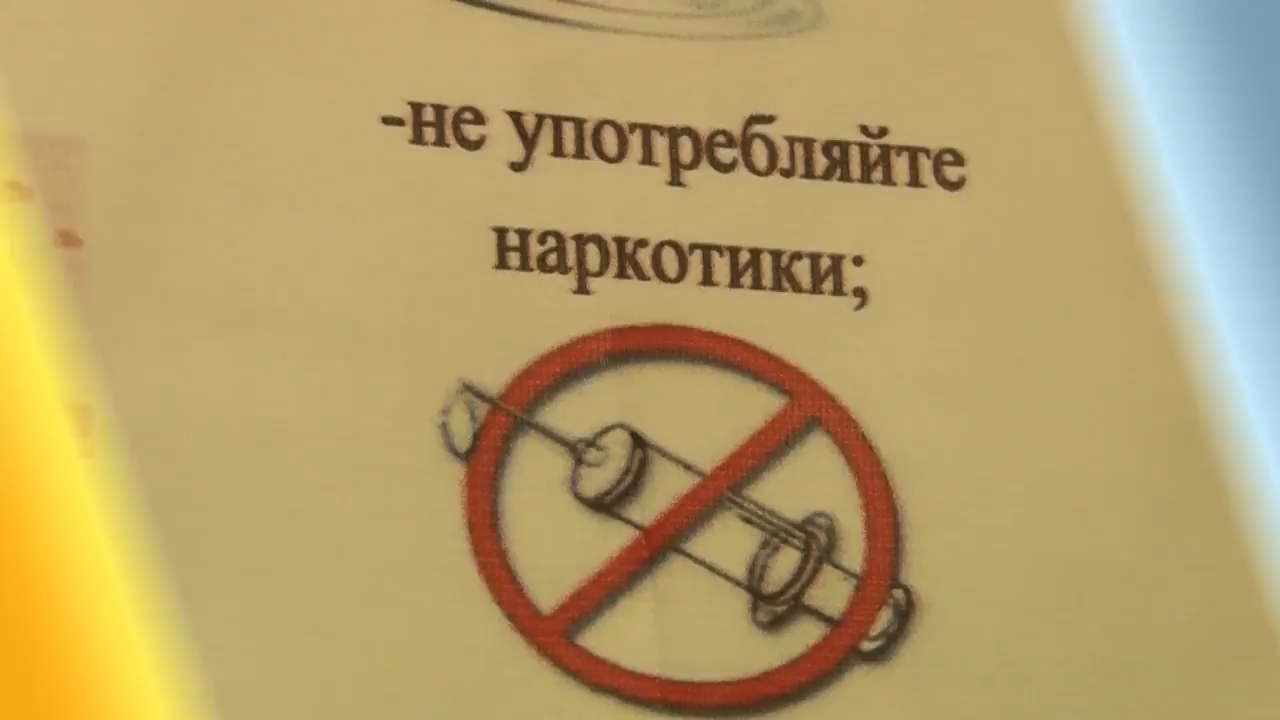 -не употребляйте
наркотики;